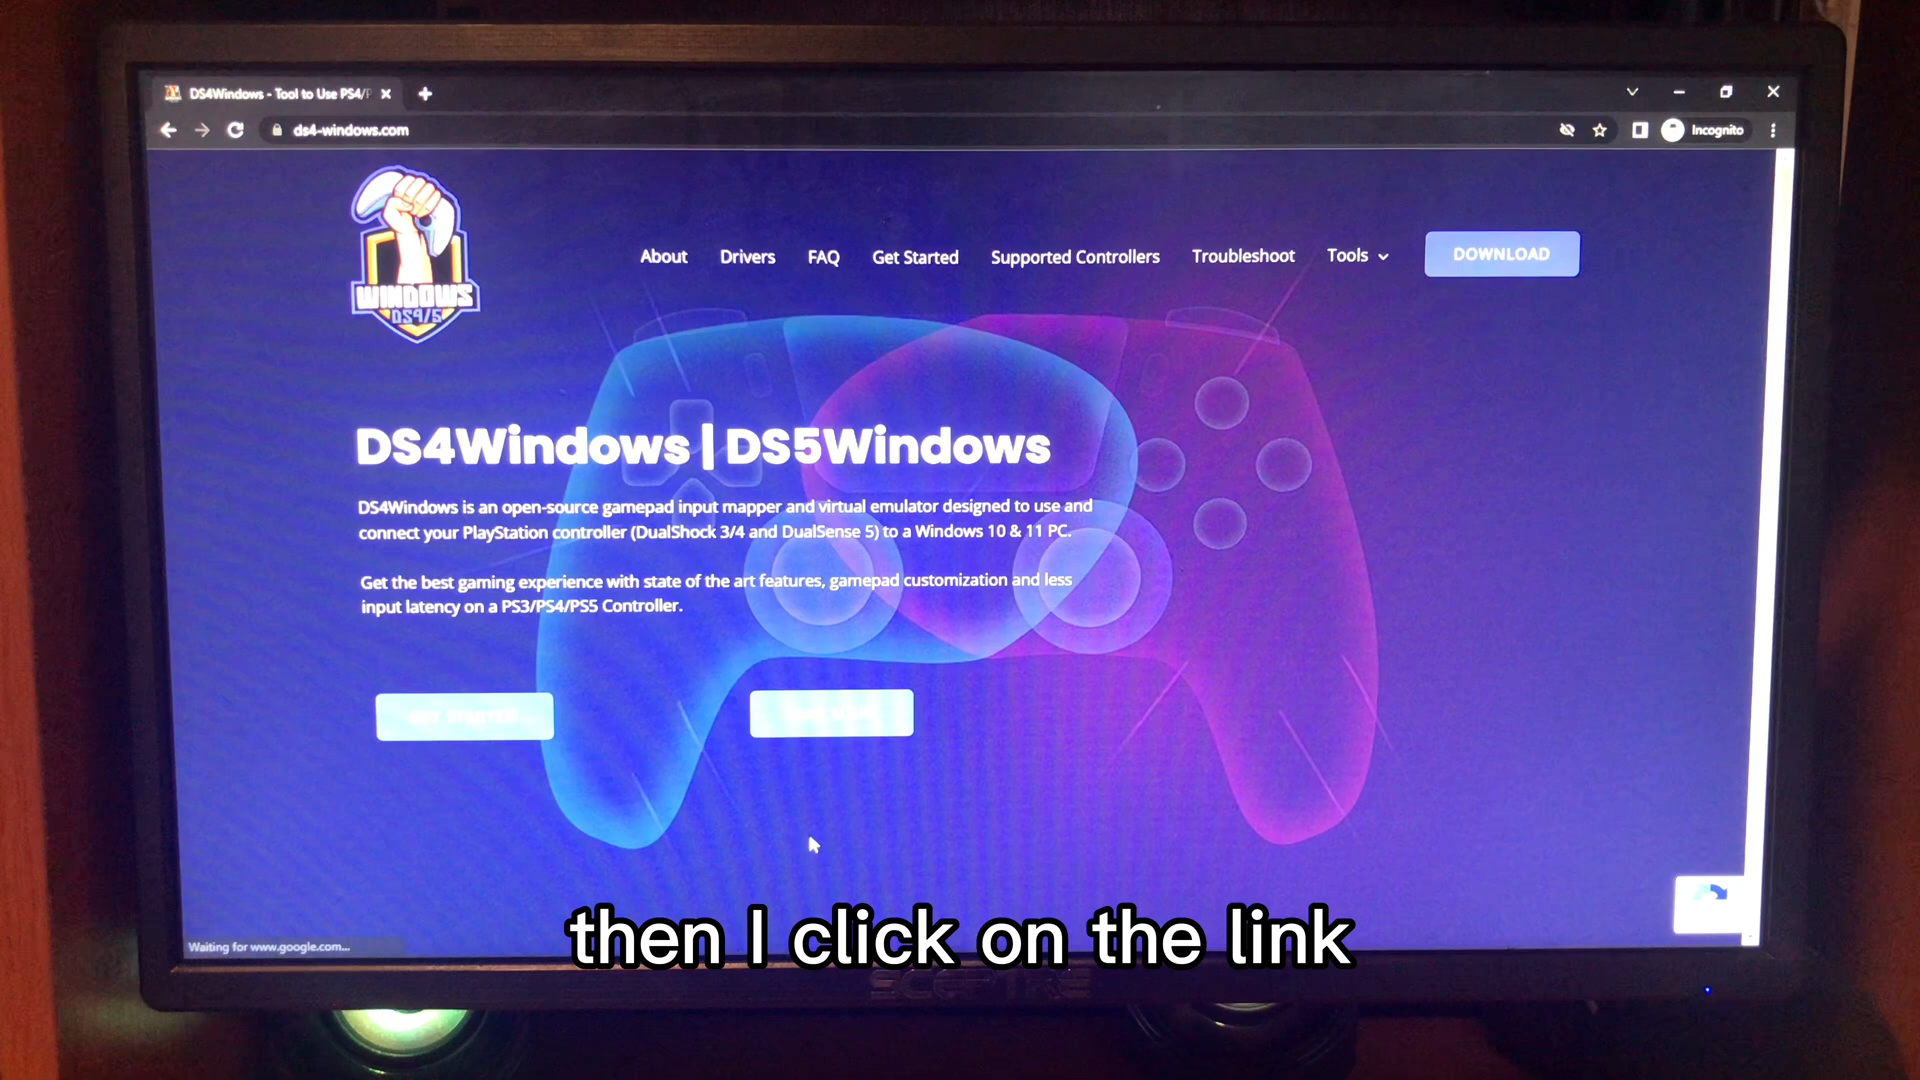 DS4Windows - Tool to Use PS4/P
ds4-windows.com
Incognito
WINDOWS
DS4/5
About Drivers FAQ Get Started Supported Controllers Troubleshoot Tools DOWNLOAD
DS4Windows | DS5Windows
DS4Windows is an open-source gamepad input mapper and virtual emulator designed to use and
connect your PlayStation controller (DualShock 3/4 and DualSense 5) to a Windows 10 & 11 PC.
Get the best gaming experience with state of the art features, gamepad customization and less
input latency on a PS3/PS4/PS5 Controller.
GET STARTED
Waiting for www.google.com...
then I click on the link
SCEPTRE